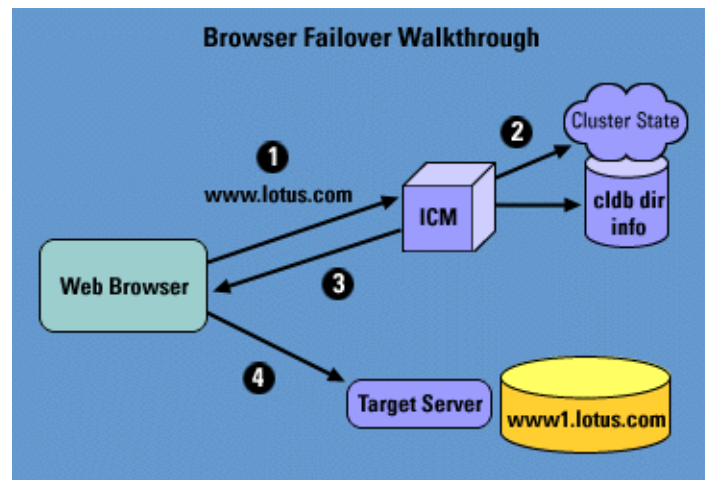 Browser Failover Walkthrough
1
www.lotus.com
2
Cluster State
ICM
cldb dir
info
Web Browser
3
4
Target Server
www1.lotus.com